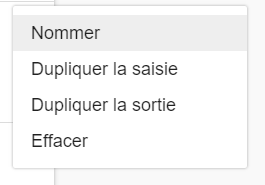 Nommer
Dupliquer la saisie
Dupliquer la sortie
Effacer